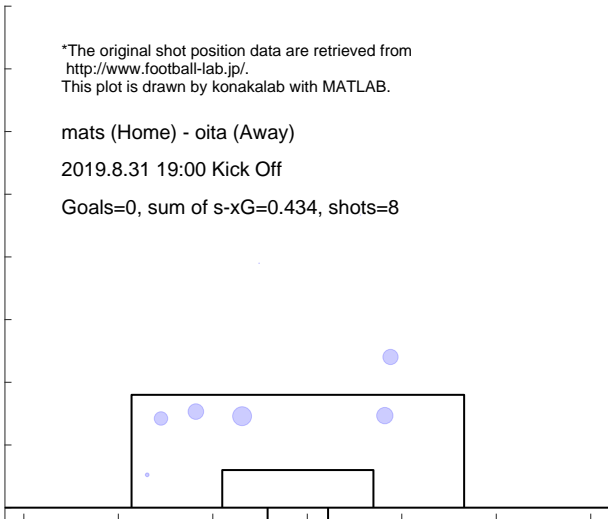 *The original shot position data are retrieved from
http://www.football-lab.jp/.
This plot is drawn by konakalab with MATLAB.
mats (Home) - oita (Away)
2019.8.31 19:00 Kick Off
Goals=0, sum of s-xG=0.434, shots=8